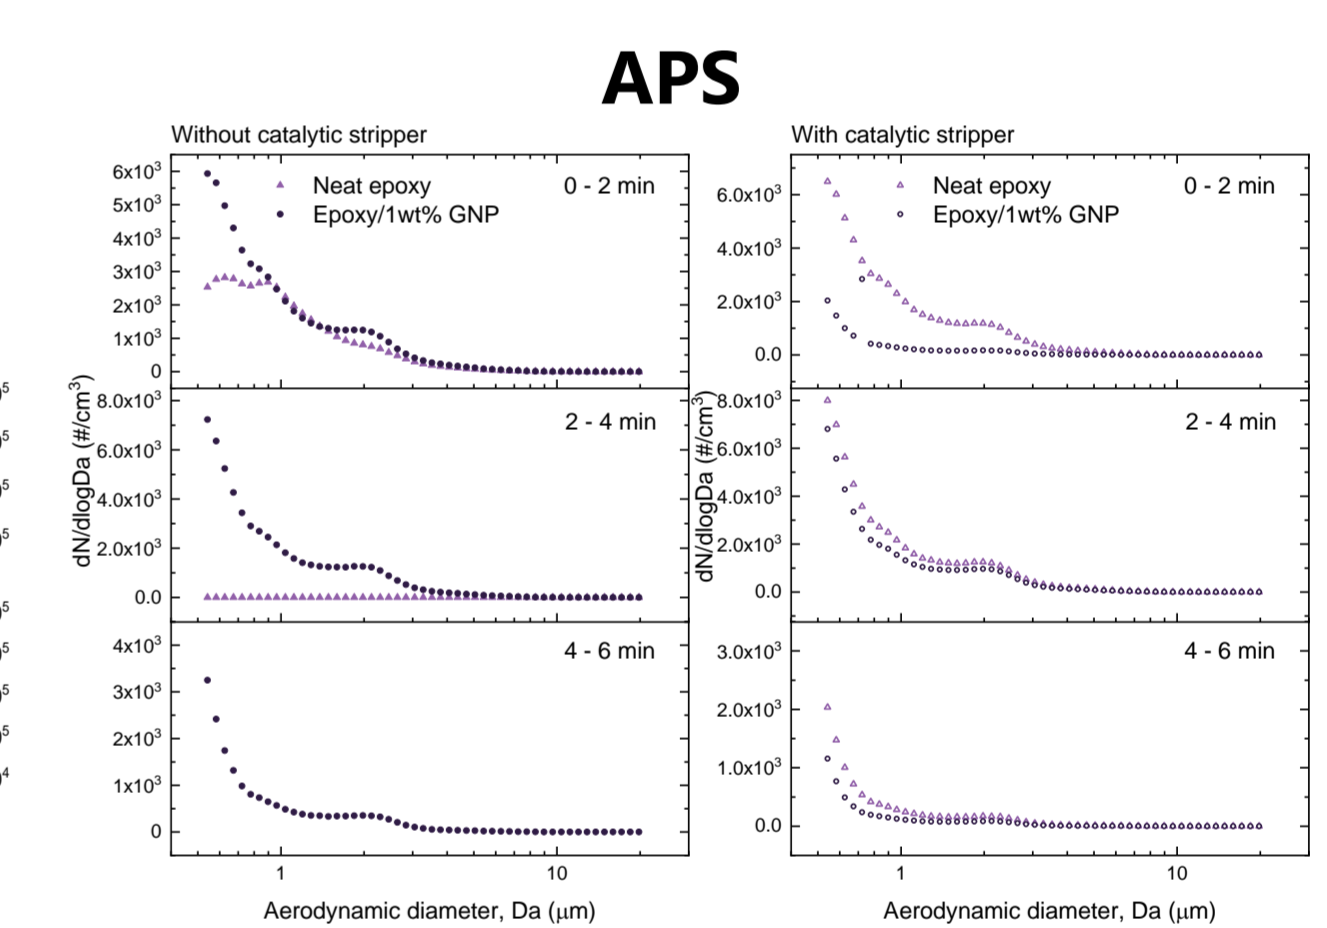 APS
Without catalytic stripper
6x10³
5x10³
4x10³
3x10³
2x10³
1x10³
0
Neat epoxy
Epoxy/1wt% GNP
0 - 2 min
8.0x10³
6.0x10³
4.0x10³
2.0x10³
0.0
2 - 4 min
4x10³
3x10³
2x10³
1x10³
0
4 - 6 min
dN/dlogDa (#/cm³)
1
10
Aerodynamic diameter, Da (μm)
With catalytic stripper
6.0x10³
4.0x10³
2.0x10³
0.0
Neat epoxy
Epoxy/1wt% GNP
0 - 2 min
8.0x10³
6.0x10³
4.0x10³
2.0x10³
0.0
2 - 4 min
3.0x10³
2.0x10³
1.0x10³
0.0
4 - 6 min
dN/dlogDa (#/cm³)
1
10
Aerodynamic diameter, Da (μm)